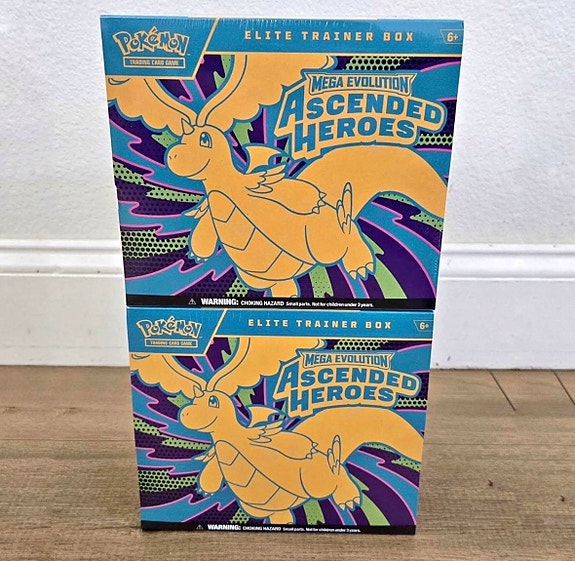 Pokémon
TRADING CARD GAME
ELITE TRAINER BOX
6+
MEGA EVOLUTION
ASCENDED
HEROES
WARNING: CHOKING HAZARD Small parts. Not for children under 3 years.
Pokémon
TRADING CARD GAME
ELITE TRAINER BOX
6+
MEGA EVOLUTION
ASCENDED
HEROES
WARNING: CHOKING HAZARD Small parts. Not for children under 3 years.